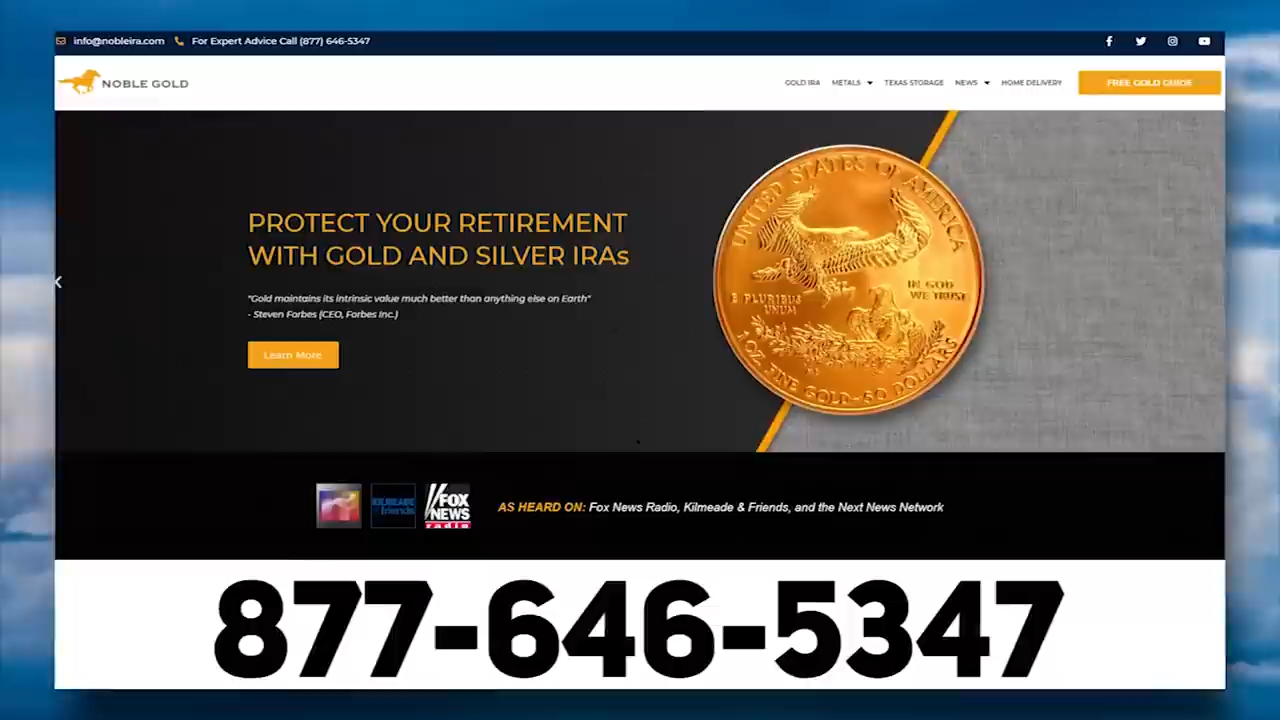 info@nobleira.com For Expert Advice Call (877) 646-5347
NOBLE GOLD
GOLD IRA METALS TEXAS STORAGE NEWS HOME DELIVERY FREE GOLD GUIDE
PROTECT YOUR RETIREMENT
WITH GOLD AND SILVER IRAs
"Gold maintains its intrinsic value much better than anything else on Earth"
- Steven Forbes (CEO, Forbes Inc.)
Learn More
UNITED STATES OF AMERICA
E PLURIBUS
UNUM
IN GOD
WE TRUST
1 OZ. FINE GOLD-50 DOLLARS
KILMEADE
friends
FOX
NEWS
radio
AS HEARD ON: Fox News Radio, Kilmeade & Friends, and the Next News Network
877-646-5347